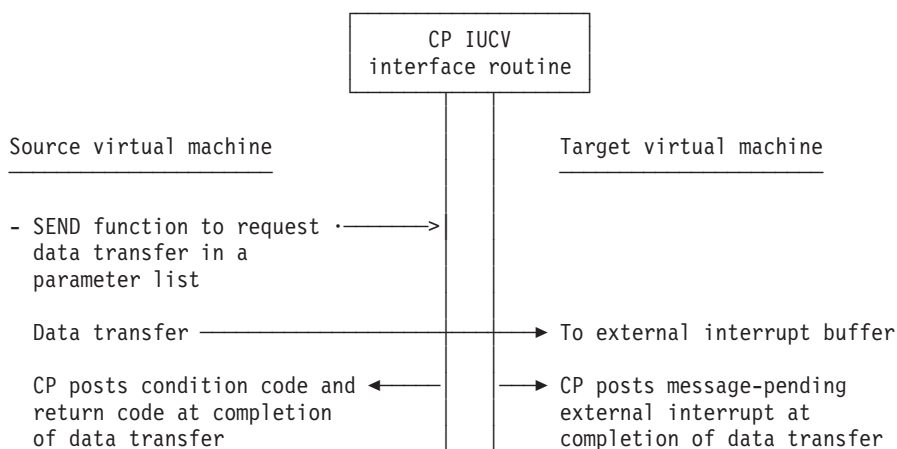 CP IUCV
interface routine
Source virtual machine
Target virtual machine
- SEND function to request
data transfer in a
parameter list
Data transfer
To external interrupt buffer
CP posts condition code and
return code at completion
of data transfer
CP posts message-pending
external interrupt at
completion of data transfer